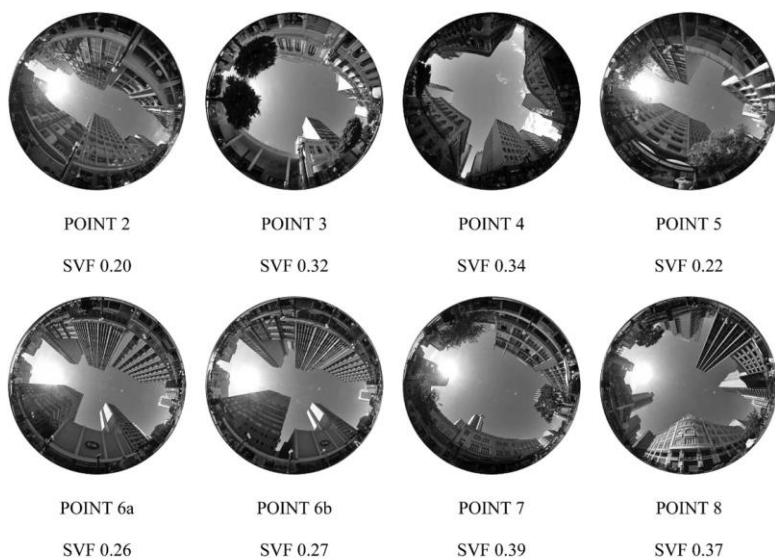 POINT 2 POINT 3 POINT 4 POINT 5
SVF 0.20 SVF 0.32 SVF 0.34 SVF 0.22
POINT 6a POINT 6b POINT 7 POINT 8
SVF 0.26 SVF 0.27 SVF 0.39 SVF 0.37